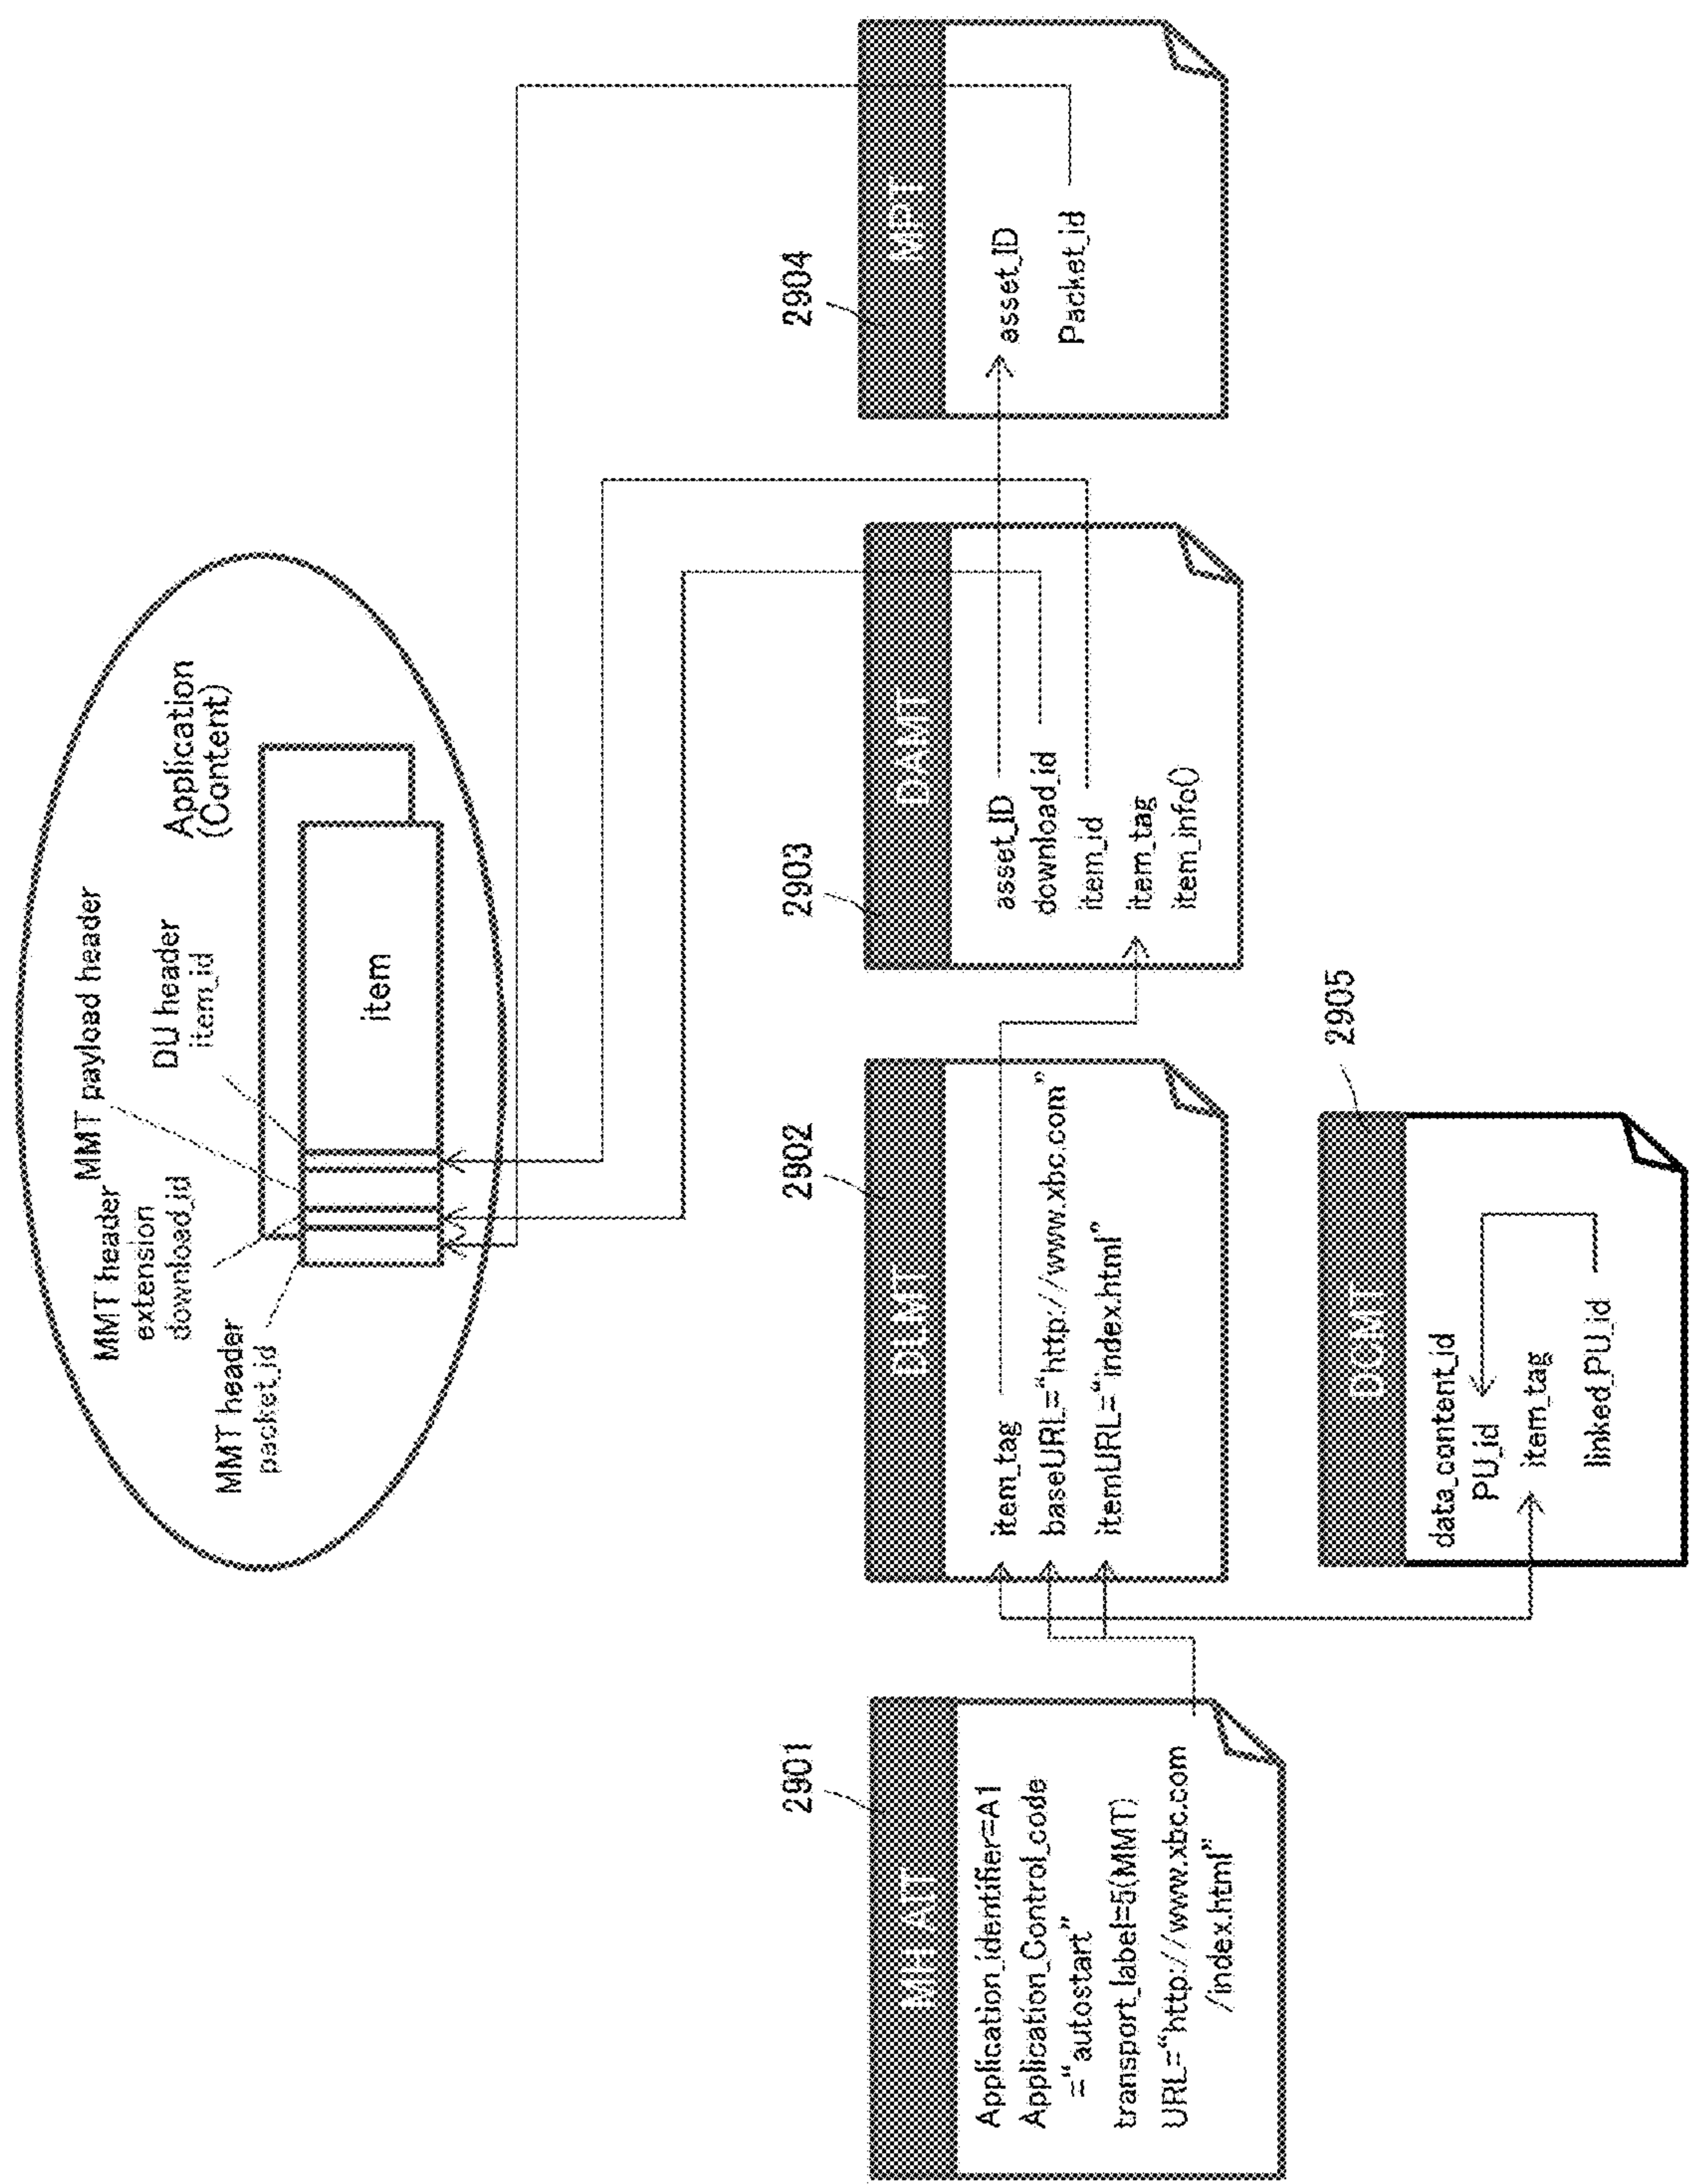 MMT header
packet_id
MMT header
extension
download_id
MMT payload header
DU header
item_id
Application
(Content)
item
2901
MH AIT
Application_identifier=A1
Application_Control_code
="autostart"
transport_label=5(MMT)
URL="http://www.xbc.com
/index.html"
2902
DLMT
item_tag
baseURL="http://www.xbc.com"
itemURL="index.html"
2903
DAMT
asset_ID
download_id
item_id
item_tag
item_info()
2904
MPT
asset_ID
Packet_id
2905
DCMT
data_content_id
PU_id
item_tag
linked_PU_id